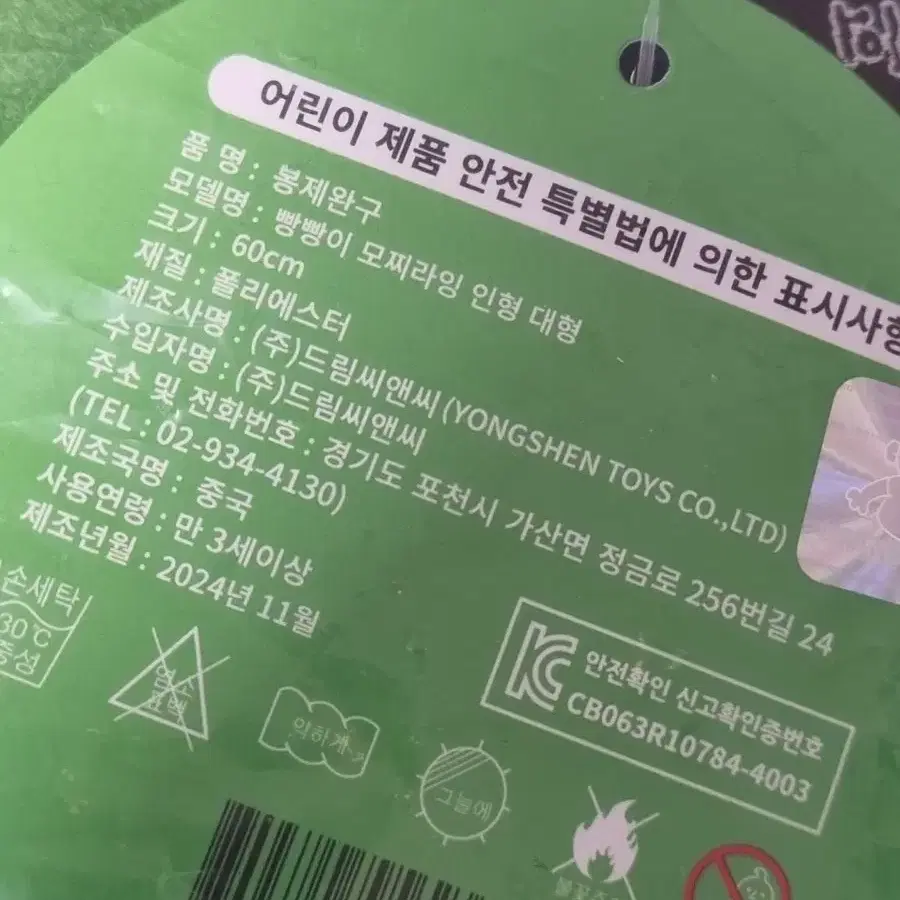 어린이 제품 안전 특별법에 의한 표시사항
품 명 : 봉제완구
모델명 : 빵빵이 모찌라잉 인형 대형
크기 : 60cm
재질 : 폴리에스터
제조사명 : (주)드림씨앤씨(YONGSHEN TOYS CO.,LTD)
수입자명 : (주)드림씨앤씨
주소 및 전화번호 : 경기도 포천시 가산면 정금로 256번길 24
(TEL : 02-934-4130)
제조국명 : 중국
사용연령 : 만 3세이상
제조년월 : 2024년 11월
손세탁
30℃
중성
염소
표백
약하게
그늘에
안전확인 신고확인증번호
CB063R10784-4003